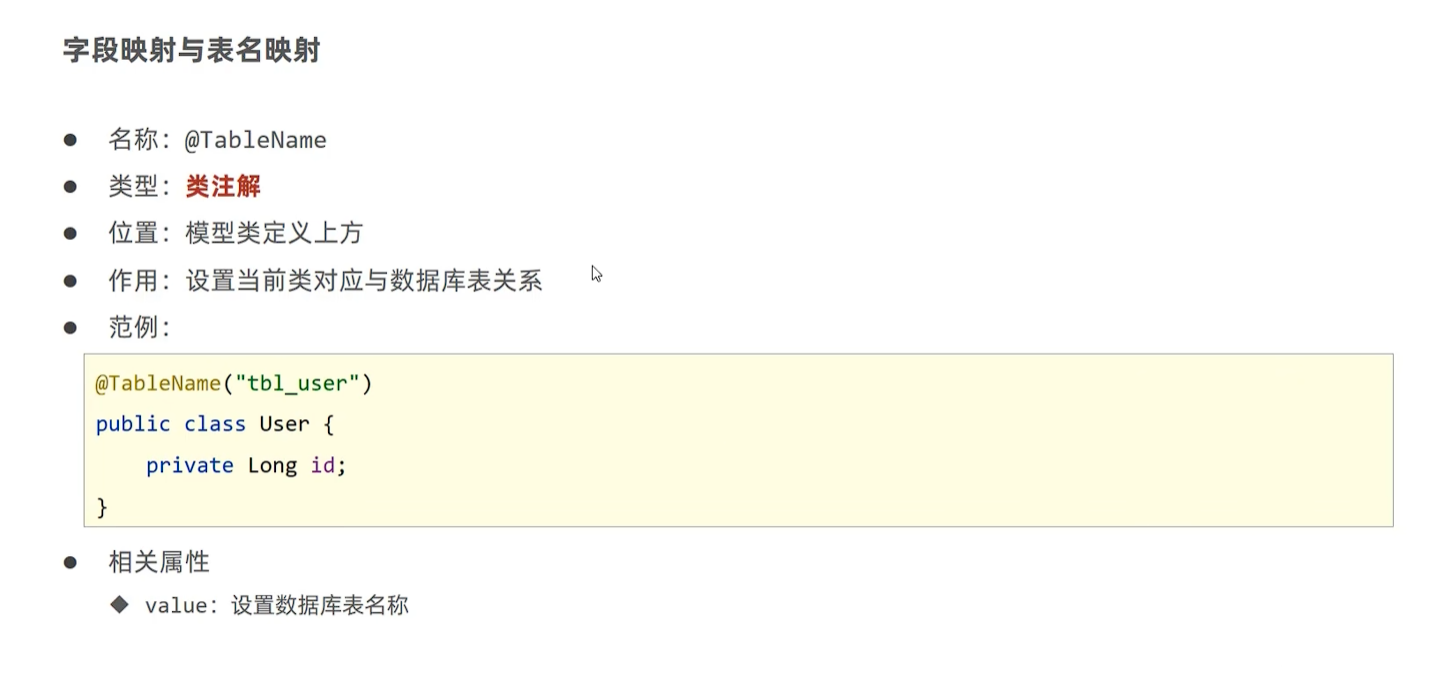 字段映射与表名映射
● 名称：@TableName
● 类型：类注解
● 位置：模型类定义上方
● 作用：设置当前类对应与数据库表关系
● 范例：
@TableName("tbl_user")
public class User {
    private Long id;
}
● 相关属性
◆ value：设置数据库表名称